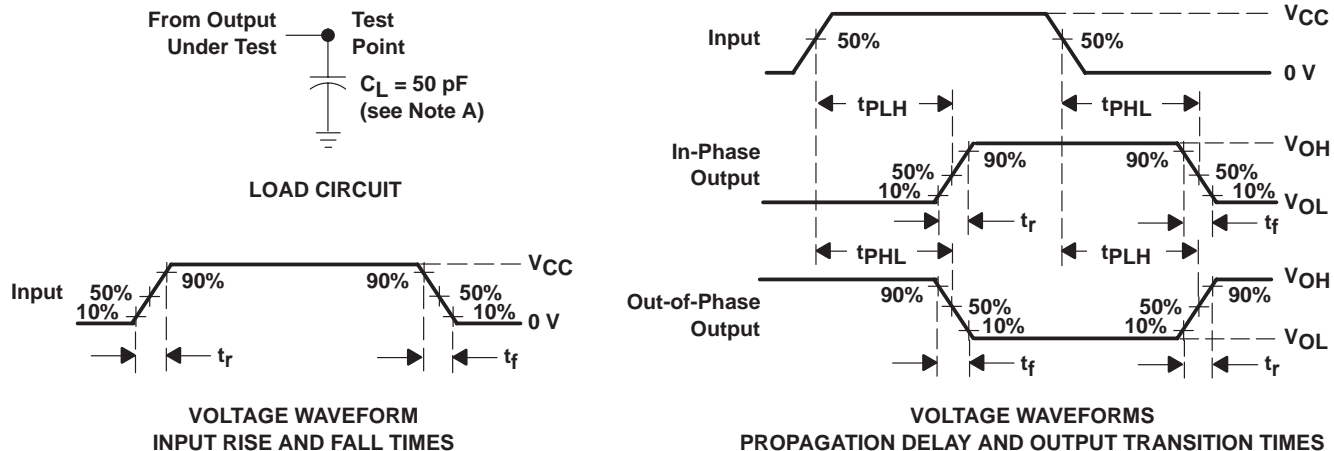 From Output
Under Test
Test
Point
CL = 50 pF
(see Note A)
LOAD CIRCUIT
Input
50%
10%
90%
90%
50%
10%
VCC
0 V
tr
tf
VOLTAGE WAVEFORM
INPUT RISE AND FALL TIMES
Input
50%
50%
VCC
0 V
tPLH
tPHL
In-Phase
Output
50%
10%
90%
90%
50%
10%
VOH
VOL
tr
tf
tPHL
tPLH
Out-of-Phase
Output
90%
50%
10%
50%
10%
90%
VOH
VOL
tf
tr
VOLTAGE WAVEFORMS
PROPAGATION DELAY AND OUTPUT TRANSITION TIMES